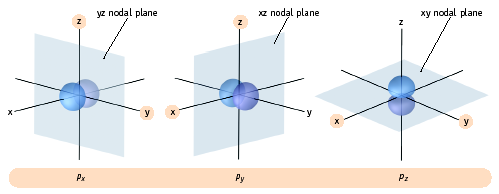 yz nodal plane
xz nodal plane
xy nodal plane
z
z
z
x
y
x
y
x
y
px
py
pz